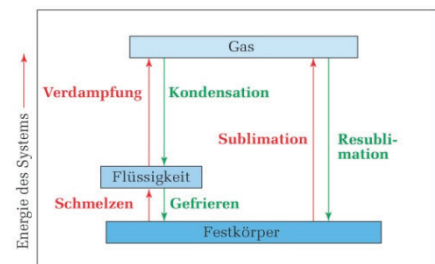 Energie des Systems
Gas
Verdampfung
Kondensation
Sublimation
Resubli-
mation
Flüssigkeit
Schmelzen
Gefrieren
Festkörper